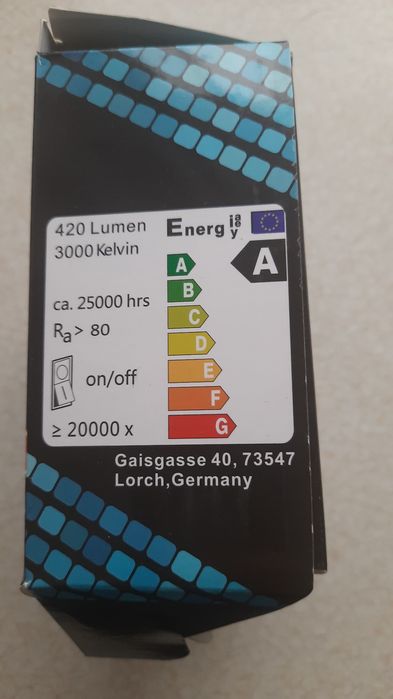 420 Lumen
3000 Kelvin
Energ ia ie y
A
A
B
ca. 25000 hrs
C
Ra > 80
D
E
on/off
F
≥ 20000 x
G
Gaisgasse 40, 73547
Lorch,Germany